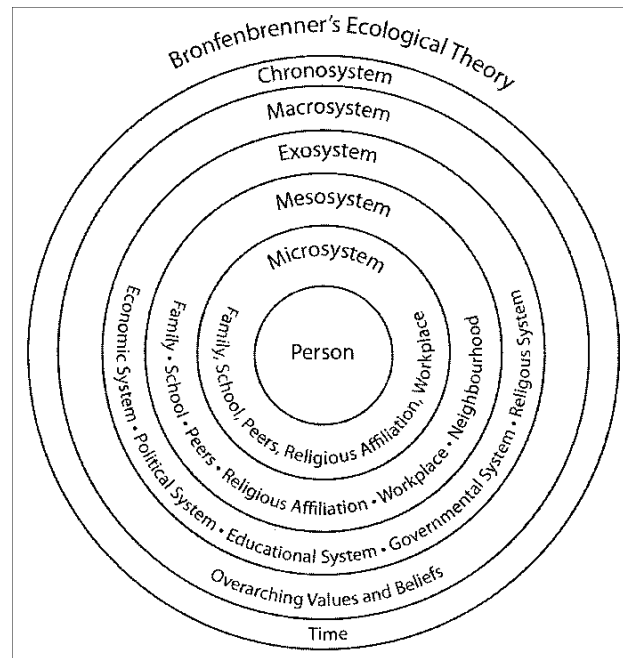 Bronfenbrenner's Ecological Theory
Chronosystem
Macrosystem
Exosystem
Mesosystem
Microsystem
Person
Family, School, Peers, Religious Affiliation, Workplace
Family • School • Peers • Religious Affiliation • Workplace • Neighbourhood
Economic System • Political System • Educational System • Governmental System • Religous System
Overarching Values and Beliefs
Time